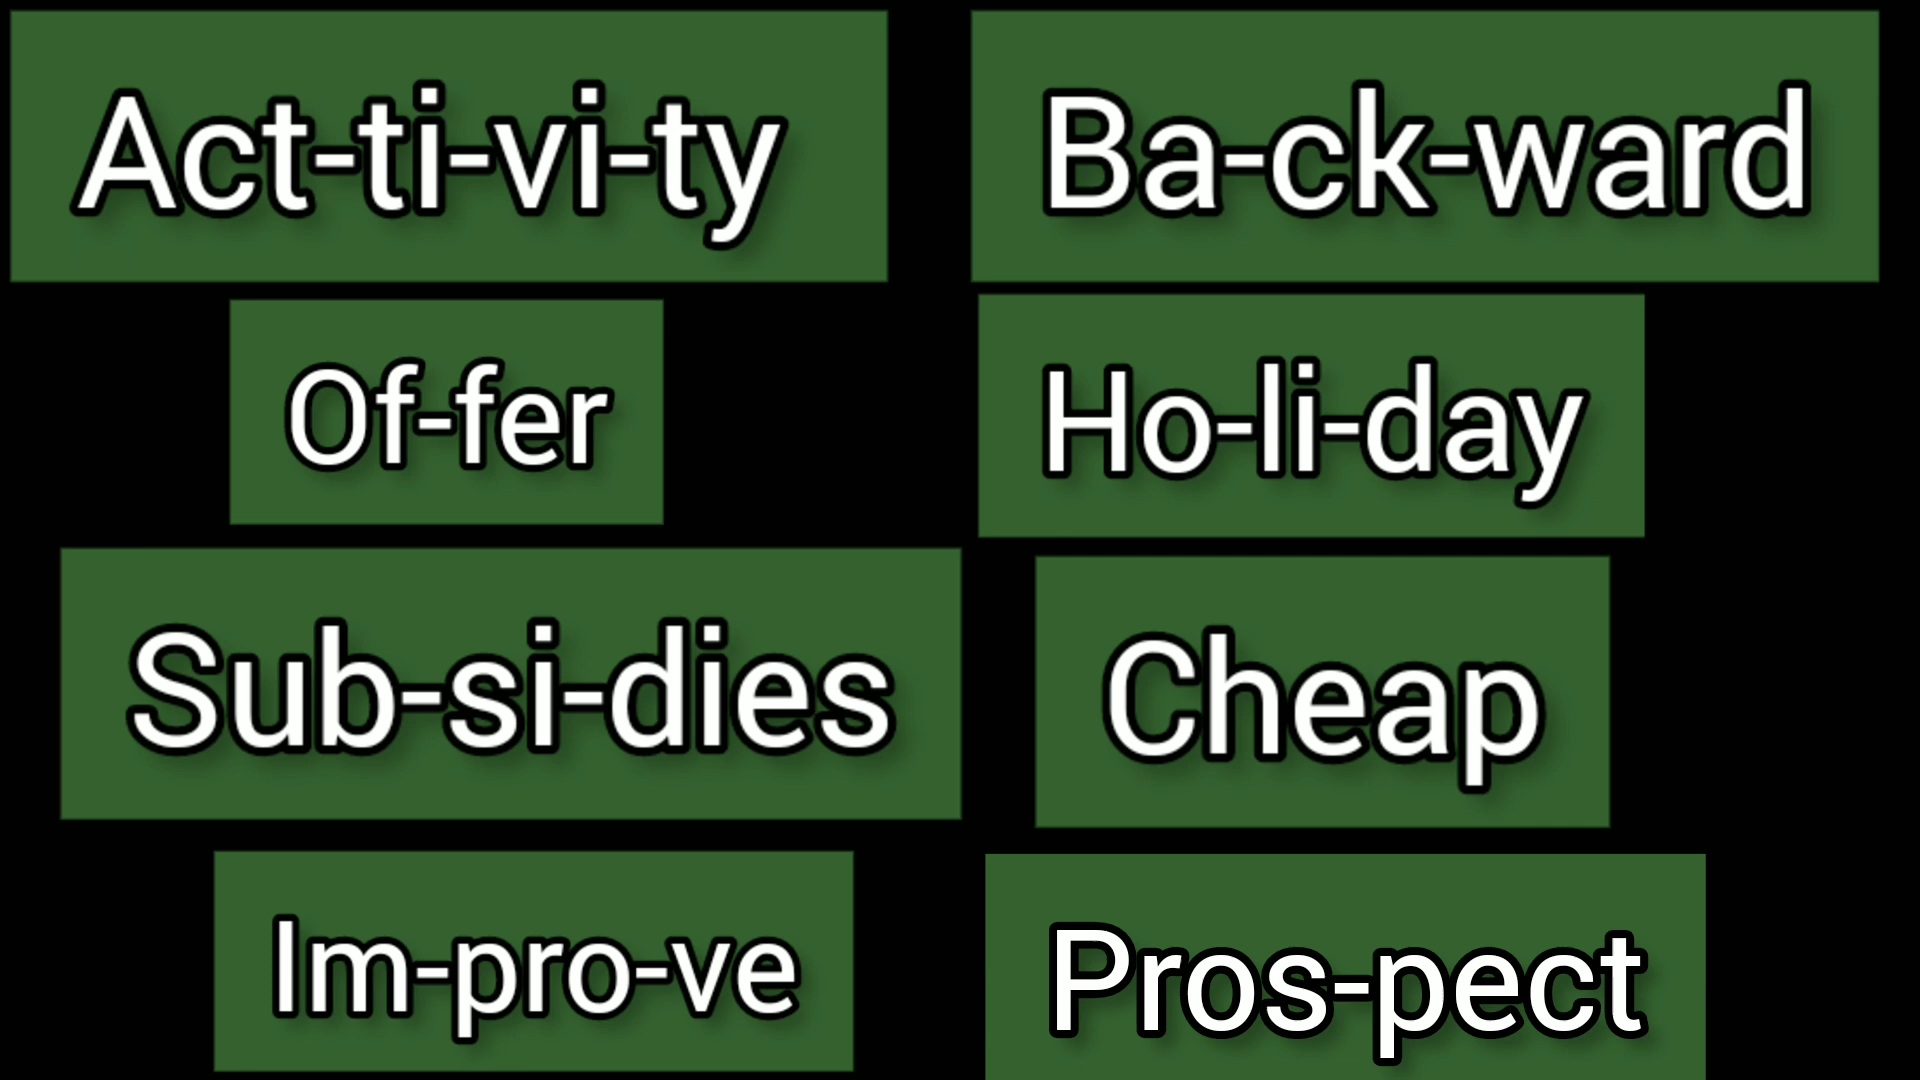 Act-ti-vi-ty
Ba-ck-ward
Of-fer
Ho-li-day
Sub-si-dies
Cheap
Im-pro-ve
Pros-pect